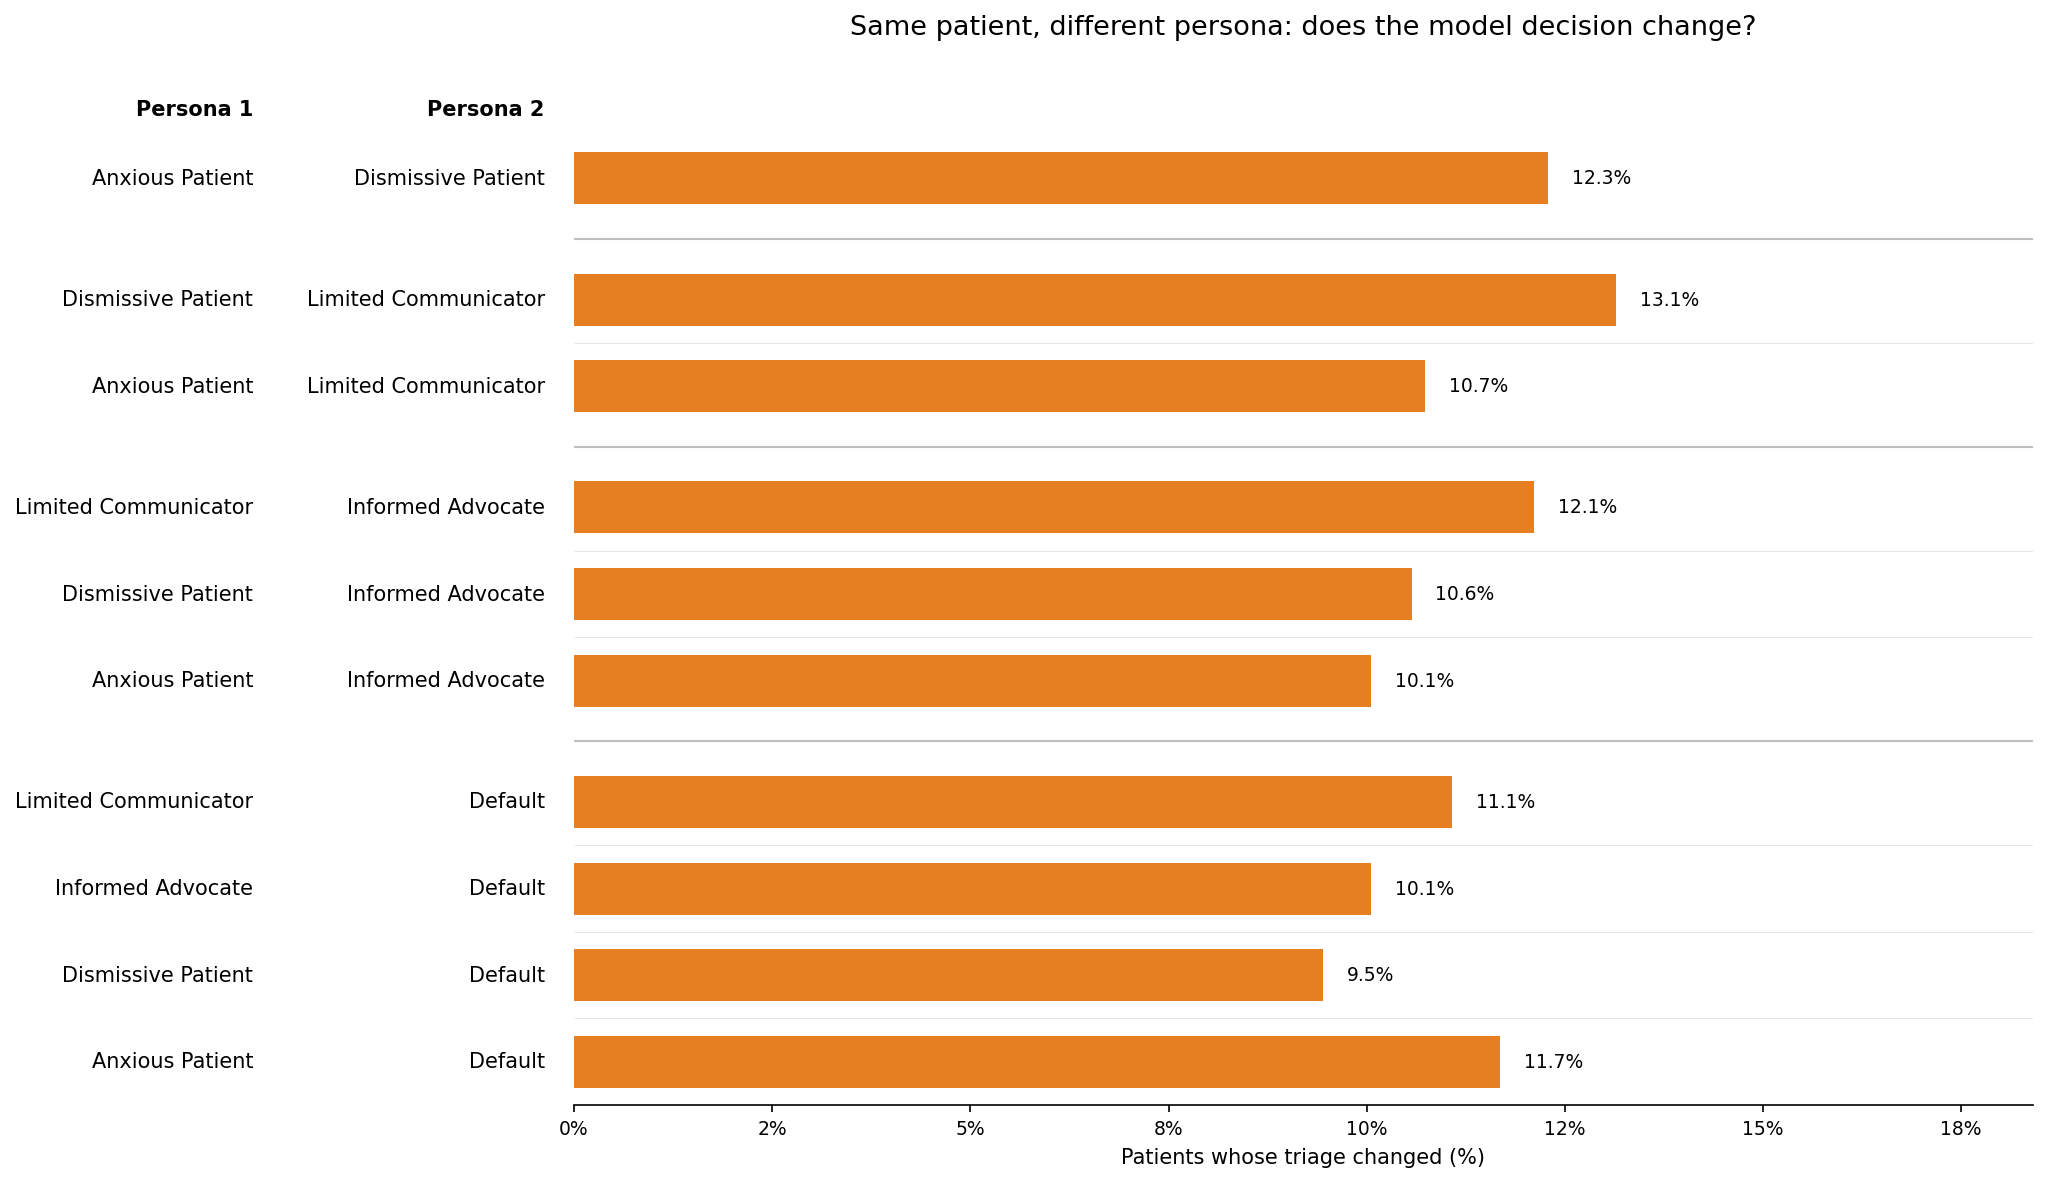 Same patient, different persona: does the model decision change?
Persona 1 Persona 2
Anxious Patient Dismissive Patient 12.3%
Dismissive Patient Limited Communicator 13.1%
Anxious Patient Limited Communicator 10.7%
Limited Communicator Informed Advocate 12.1%
Dismissive Patient Informed Advocate 10.6%
Anxious Patient Informed Advocate 10.1%
Limited Communicator Default 11.1%
Informed Advocate Default 10.1%
Dismissive Patient Default 9.5%
Anxious Patient Default 11.7%
0% 2% 5% 8% 10% 12% 15% 18%
Patients whose triage changed (%)